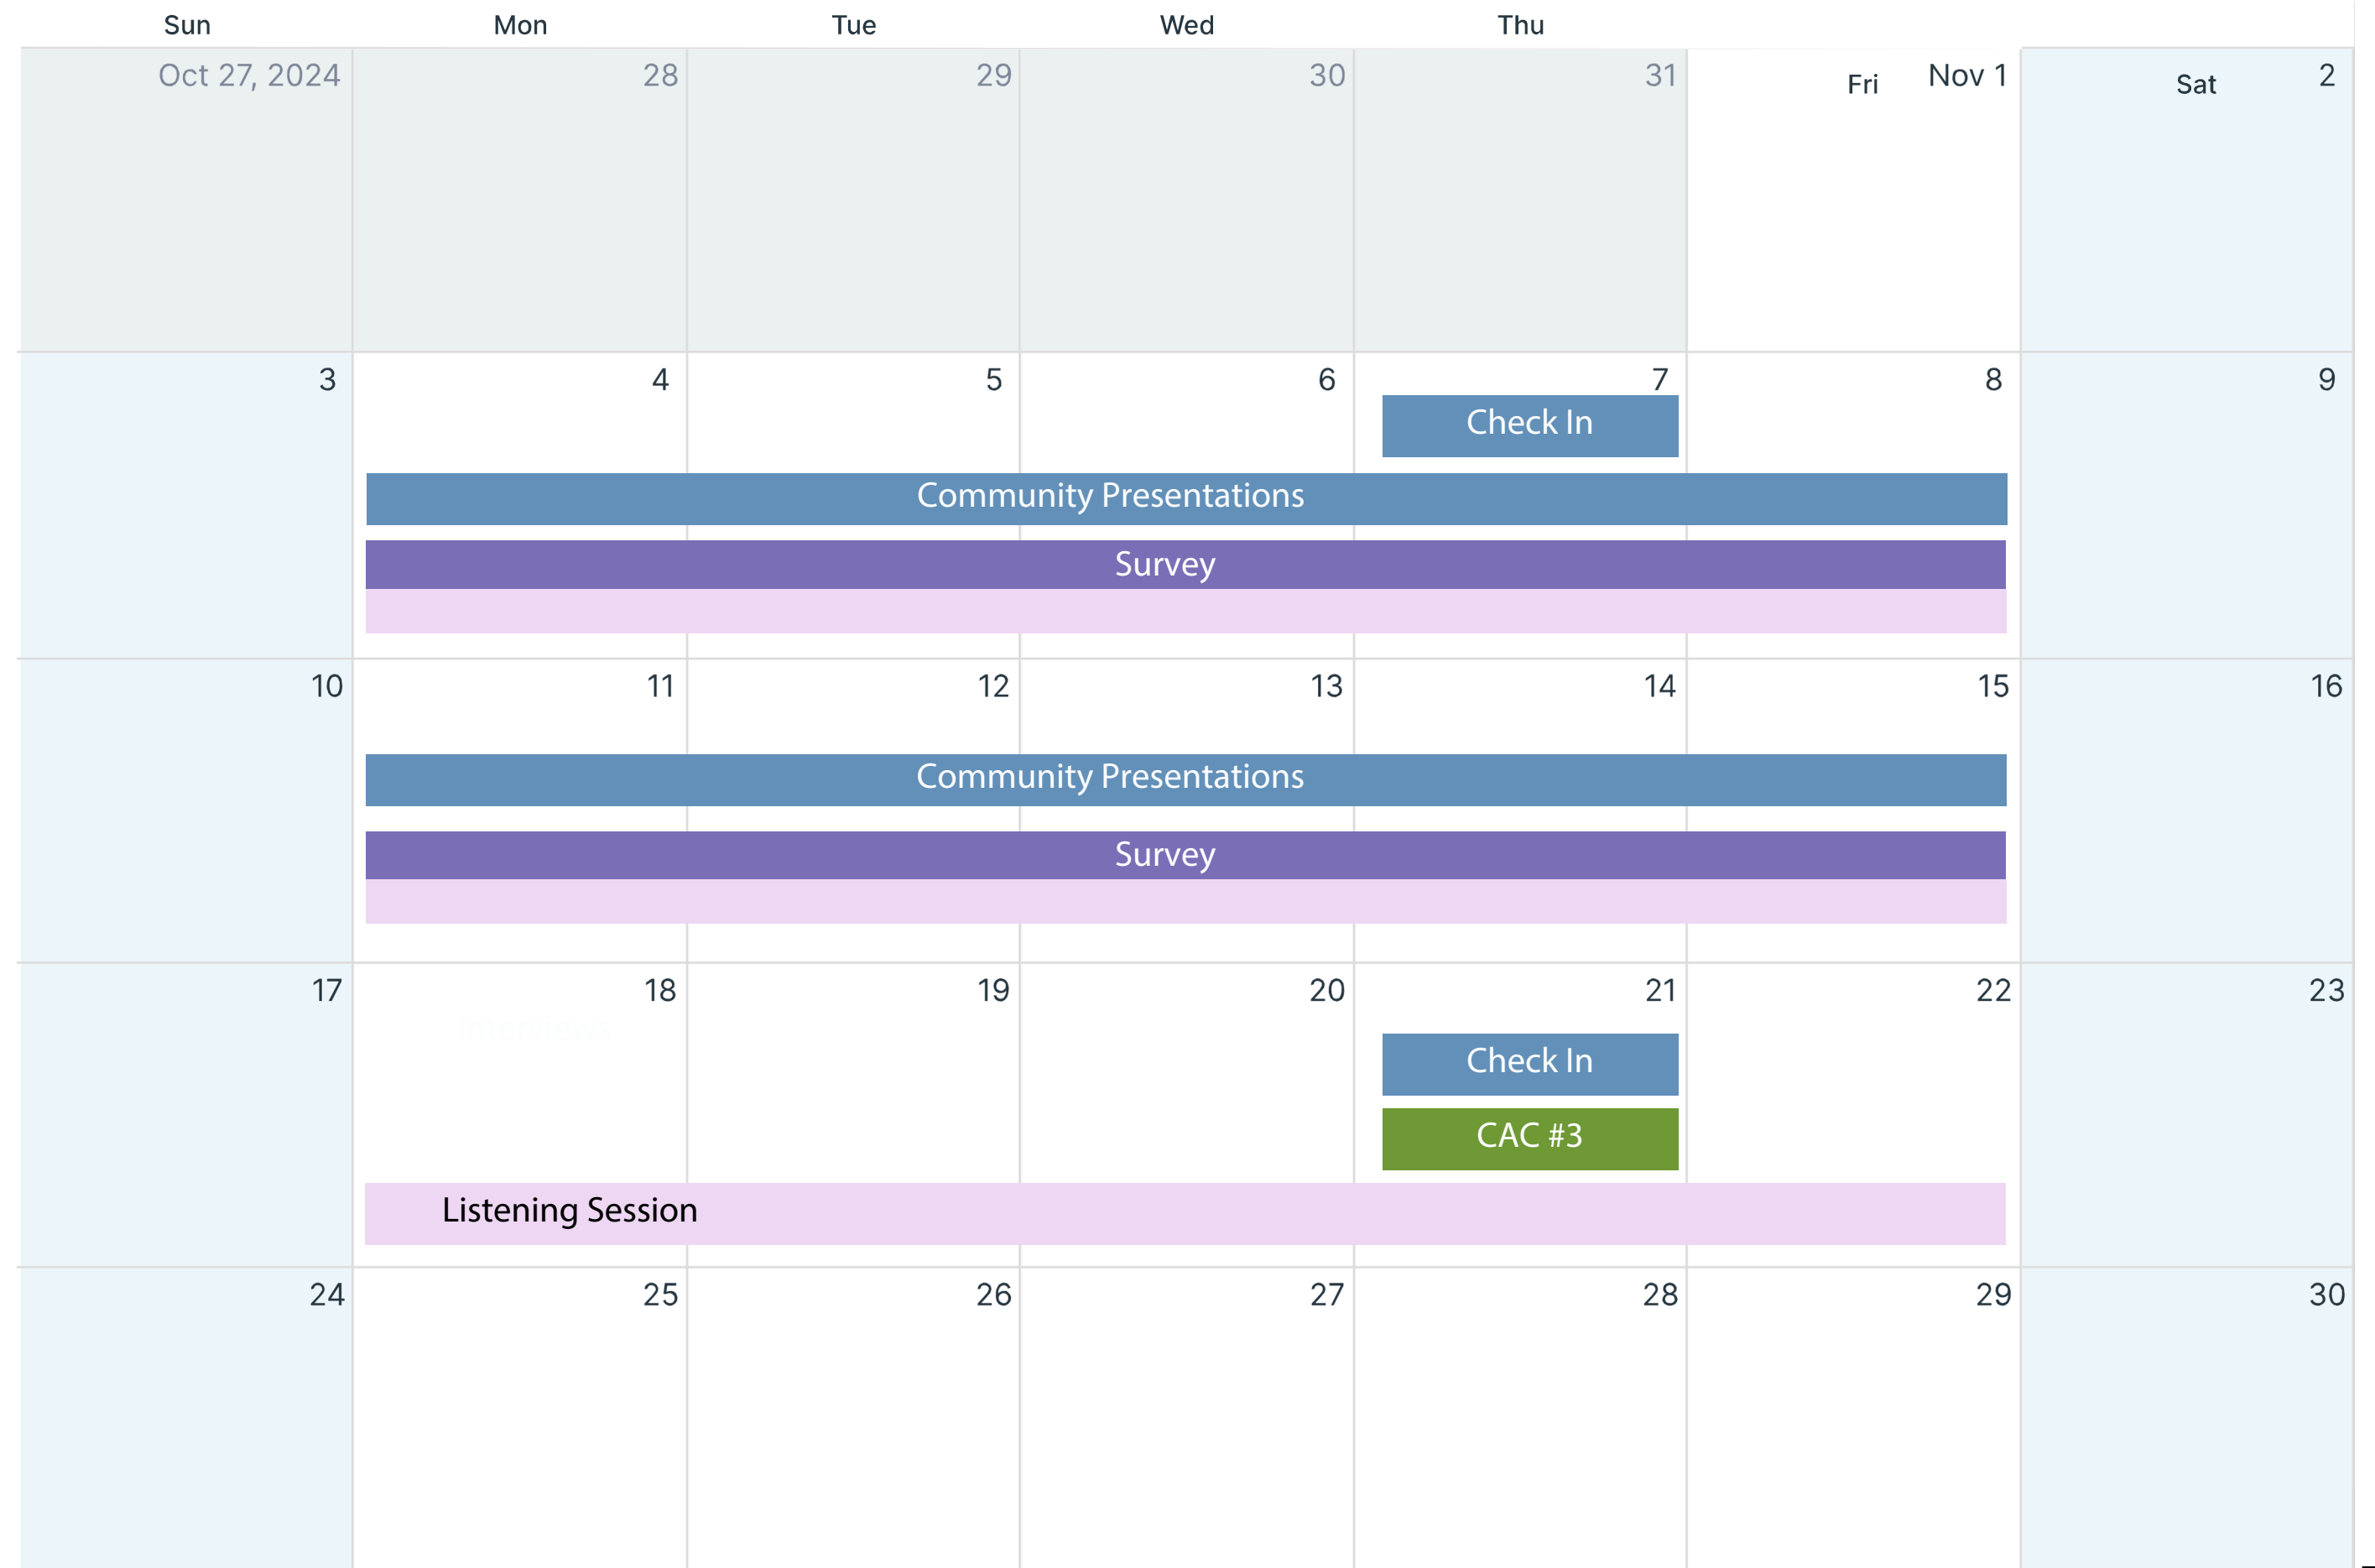 Sun Mon Tue Wed Thu
Oct 27, 2024 28 29 30 31 Fri Nov 1 Sat 2
3 4 5 6 7 8 9
Check In
Community Presentations
Survey
10 11 12 13 14 15 16
Community Presentations
Survey
17 18 19 20 21 22 23
Interviews
Check In
CAC #3
Listening Session
24 25 26 27 28 29 30